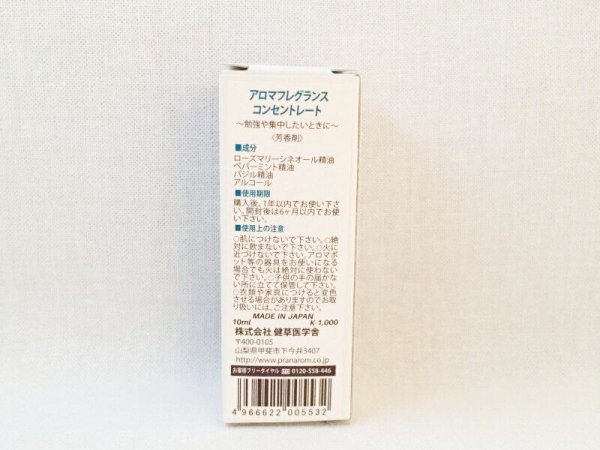 アロマフレグランス
コンセントレート
～勉強や集中したいときに～
〈芳香剤〉
■成分
ローズマリーシネオール精油
ペパーミント精油
バジル精油
アルコール
■使用期限
購入後、1年以内でお使い下さ
い。開封後は6ヶ月以内でお使
い下さい。
■使用上の注意
○肌につけないで下さい。○絶
対に飲まないで下さい。○火に
近づけないで下さい。アロマポ
ット等の器具をお使いになる
場合でも火は絶対に使わない
で下さい。○子供の手の届かな
い所に立てて保管して下さい。
○衣類や家具につけると変色
させる場合がありますのでお取
り扱いには、ご注意下さい。
MADE IN JAPAN
10ml K-1,000
株式会社 健草医学舎
〒400-0105
山梨県甲斐市下今井3407
http://www.pranarom.co.jp
お客様フリーダイヤル 0120-558-446
4 966622 005532